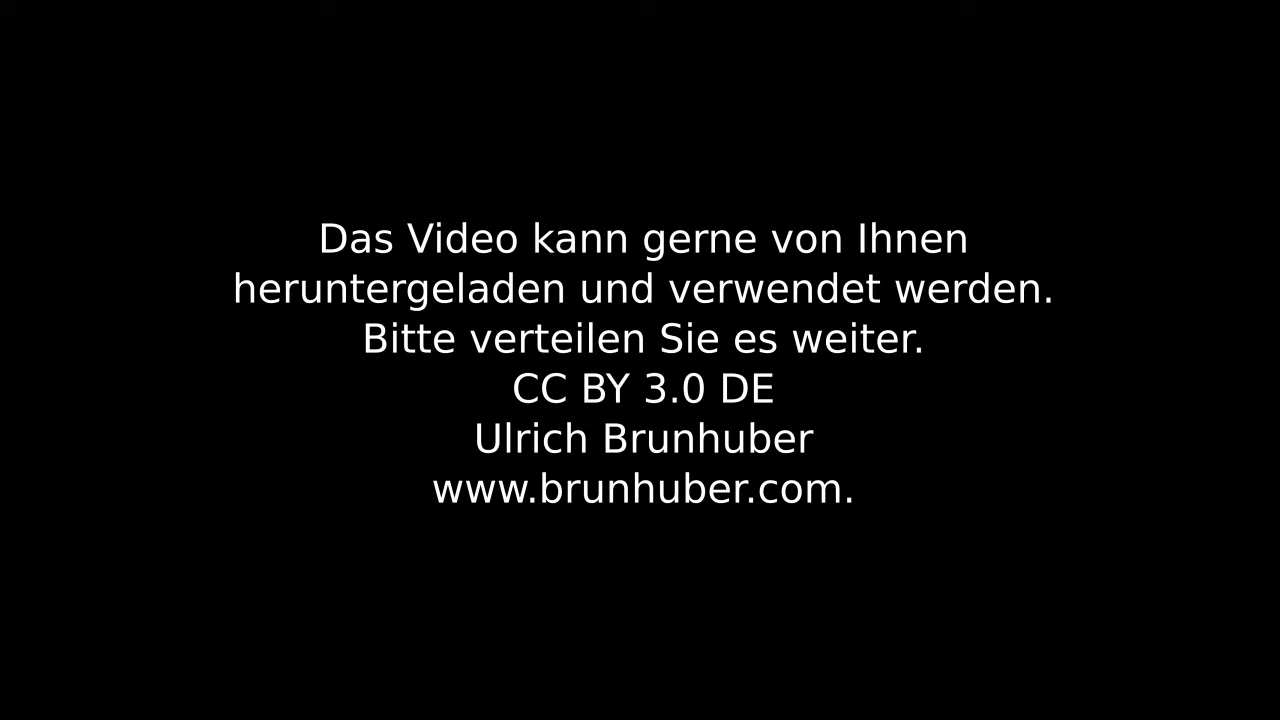 Das Video kann gerne von Ihnen
heruntergeladen und verwendet werden.
Bitte verteilen Sie es weiter.
CC BY 3.0 DE
Ulrich Brunhuber
www.brunhuber.com.